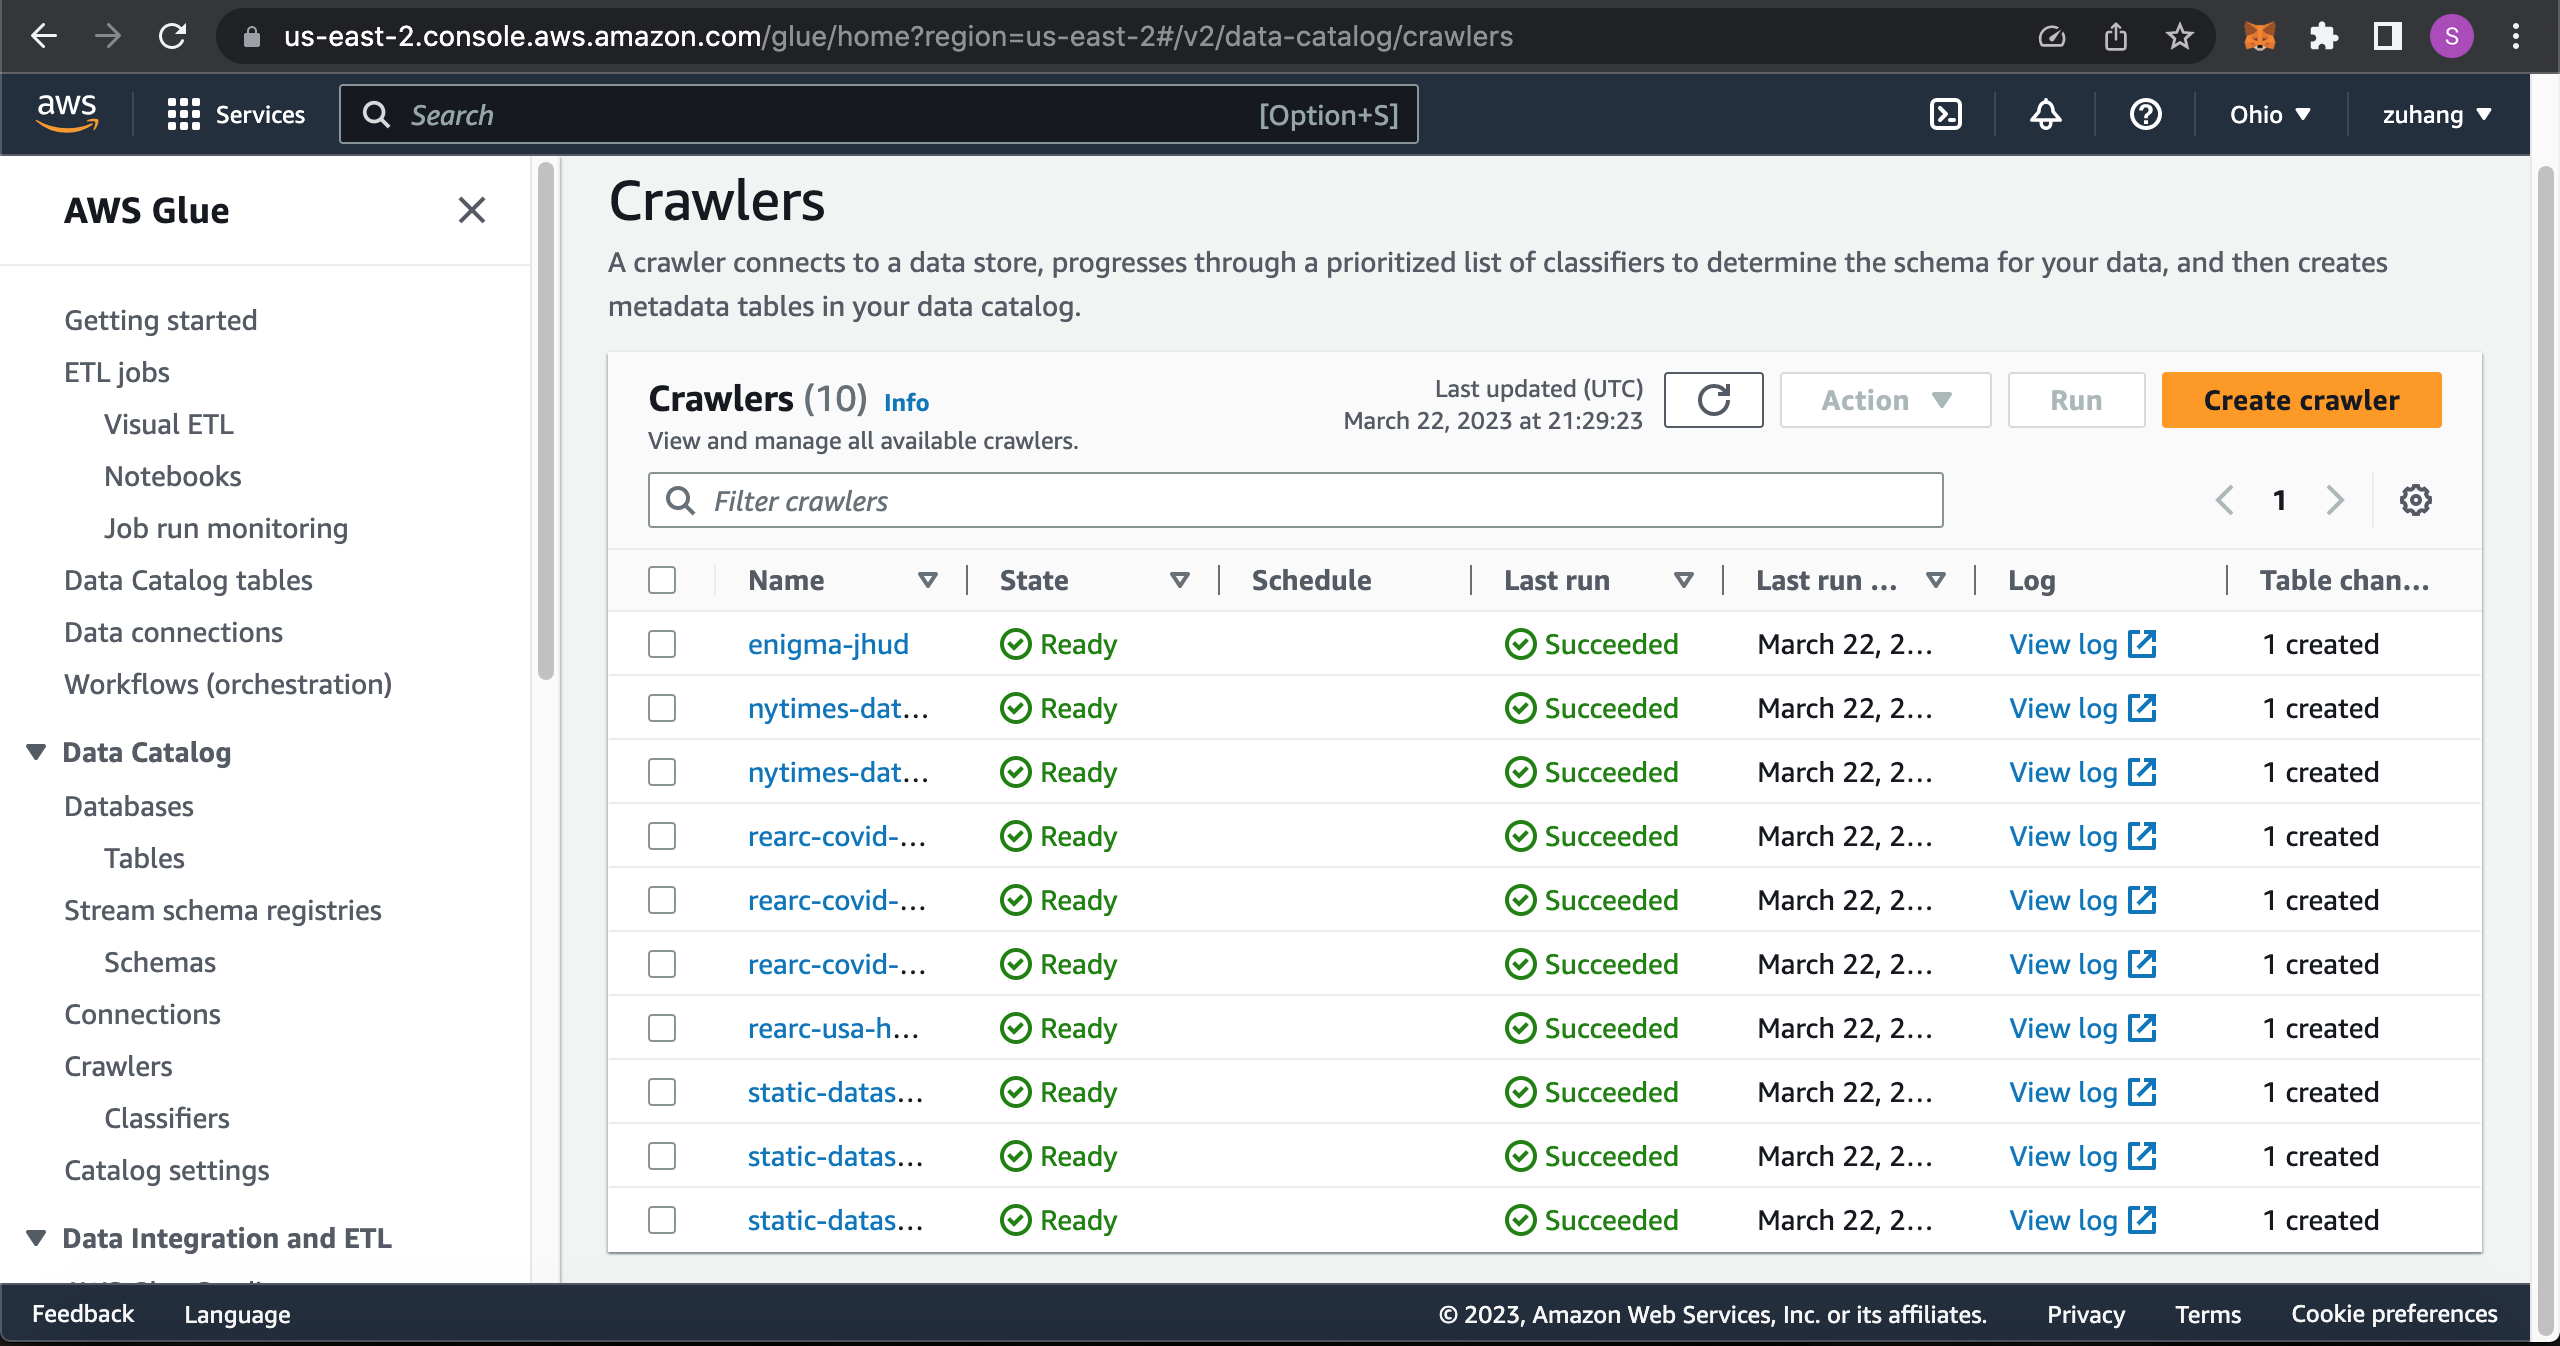 us-east-2.console.aws.amazon.com/glue/home?region=us-east-2#/v2/data-catalog/crawlers
S
aws
Services
Search
[Option+S]
Ohio
zuhang
AWS Glue
Getting started
ETL jobs
Visual ETL
Notebooks
Job run monitoring
Data Catalog tables
Data connections
Workflows (orchestration)
Data Catalog
Databases
Tables
Stream schema registries
Schemas
Connections
Crawlers
Classifiers
Catalog settings
Data Integration and ETL
Crawlers
A crawler connects to a data store, progresses through a prioritized list of classifiers to determine the schema for your data, and then creates
metadata tables in your data catalog.
Crawlers (10) Info
View and manage all available crawlers.
Last updated (UTC)
March 22, 2023 at 21:29:23
Action
Run
Create crawler
Filter crawlers
1
Name State Schedule Last run Last run ... Log Table chan...
enigma-jhud Ready Succeeded March 22, 2... View log 1 created
nytimes-dat... Ready Succeeded March 22, 2... View log 1 created
nytimes-dat... Ready Succeeded March 22, 2... View log 1 created
rearc-covid-... Ready Succeeded March 22, 2... View log 1 created
rearc-covid-... Ready Succeeded March 22, 2... View log 1 created
rearc-covid-... Ready Succeeded March 22, 2... View log 1 created
rearc-usa-h... Ready Succeeded March 22, 2... View log 1 created
static-datas... Ready Succeeded March 22, 2... View log 1 created
static-datas... Ready Succeeded March 22, 2... View log 1 created
static-datas... Ready Succeeded March 22, 2... View log 1 created
Feedback
Language
© 2023, Amazon Web Services, Inc. or its affiliates.
Privacy
Terms
Cookie preferences